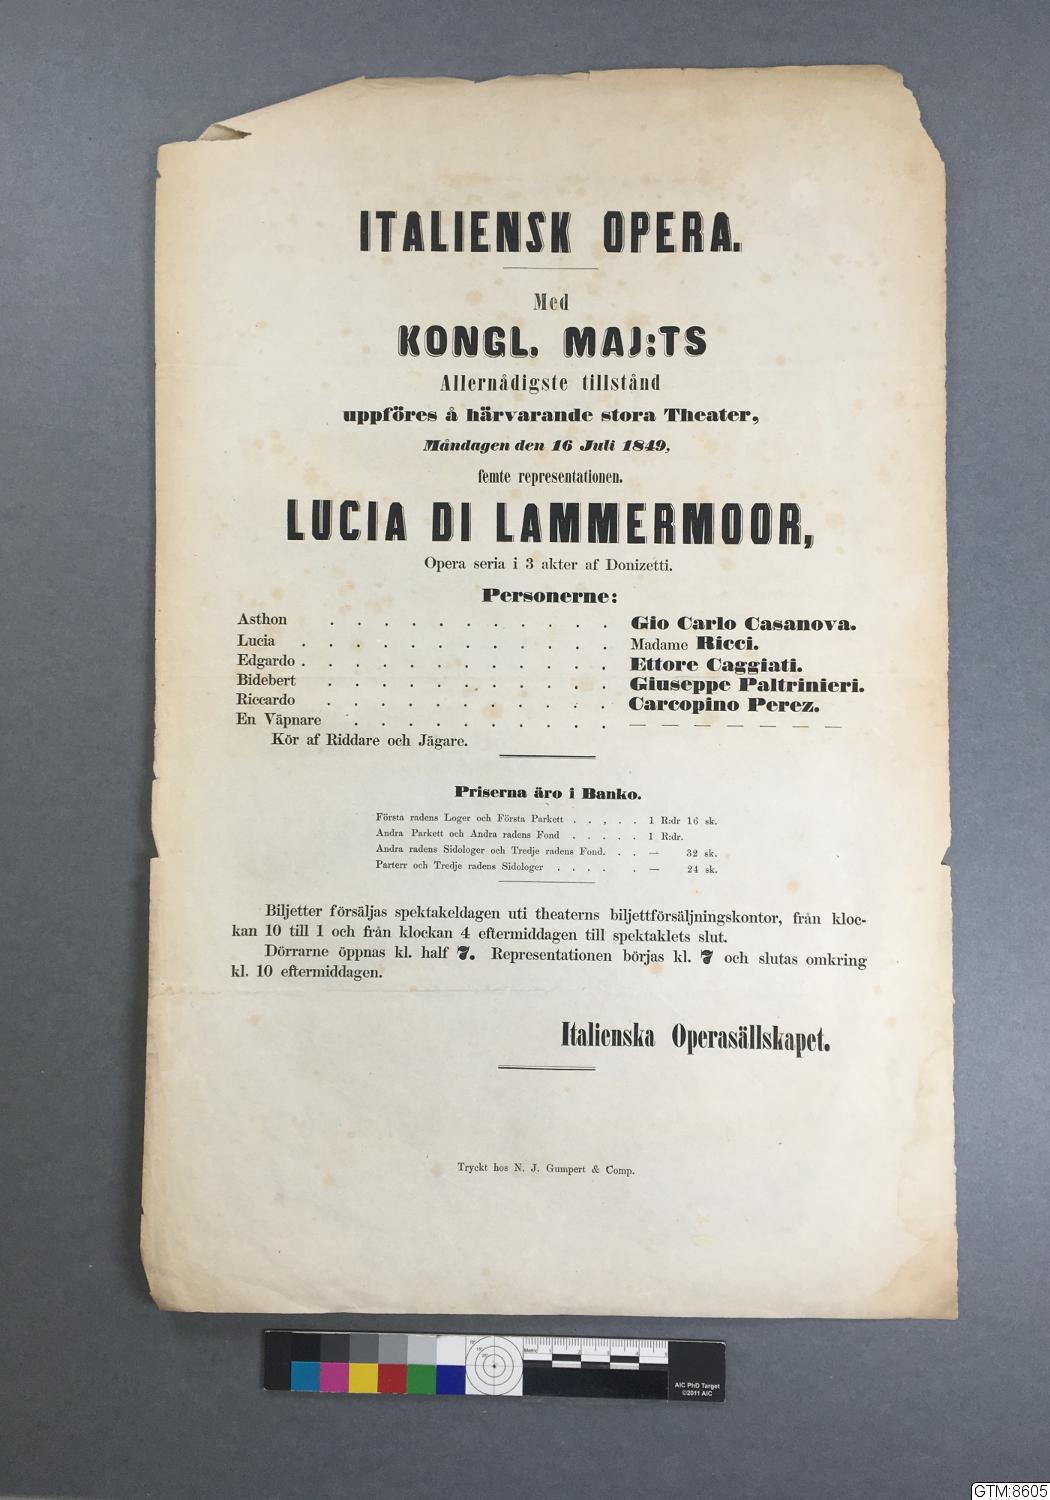 ITALIENSK OPERA.
Med
KONGL. MAJ:TS
Allernådigste tillstånd
uppföres å härvarande stora Theater,
Måndagen den 16 Juli 1849,
femte representationen.
LUCIA DI LAMMERMOOR,
Opera seria i 3 akter af Donizetti.
Personerne:
Asthon . . . . . . . . . . . Gio Carlo Casanova.
Lucia . . . . . . . . . . . . Madame Ricci.
Edgardo . . . . . . . . . . . . Ettore Caggiati.
Bidebert . . . . . . . . . . . Giuseppe Paltrinieri.
Riccardo . . . . . . . . . . . Carcopino Perez.
En Väpnare . . . . . . . . . . — — — — — — —
Kör af Riddare och Jägare.
Priserna äro i Banko.
Första radens Loger och Första Parkett . . , . . 1 R:dr 16 sk.
Andra Parkett och Andra radens Fond . . . . . 1 R:dr.
Andra radens Sidologer och Tredje radens Fond. . . — 32 sk.
Parterr och Tredje radens Sidologer . . . . . — 24 sk.
Biljetter försäljas spektakeldagen uti theaterns biljettförsäljningskontor, från kloc-
kan 10 till 1 och från klockan 4 eftermiddagen till spektaklets slut.
Dörrarne öppnas kl. half 7. Representationen börjas kl. 7 och slutas omkring
kl. 10 eftermiddagen.
Italienska Operasällskapet.
Tryckt hos N. J. Gumpert & Comp.
AIC PhD Target
©2011 AIC
GTM:8605